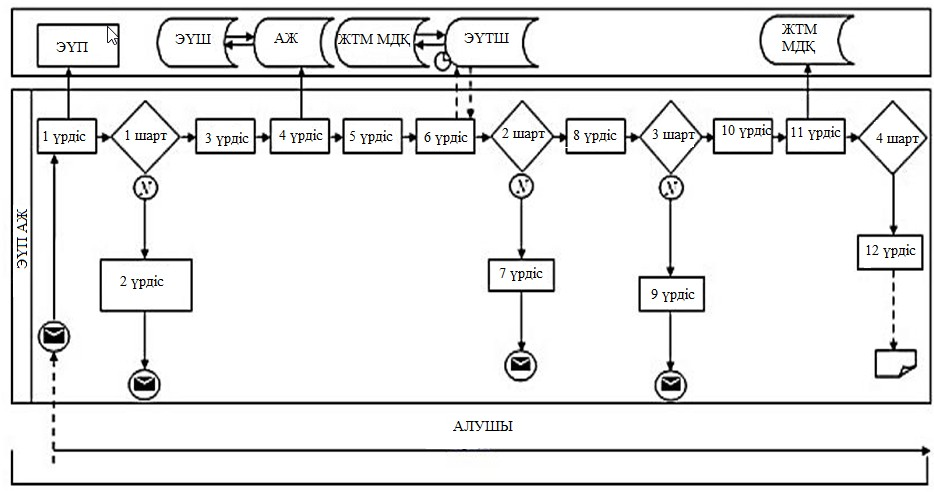 ЭҮП
ЭҮШ
АЖ
ЖТМ МДҚ
ЭҮТШ
ЖТМ
МДҚ
1 үрдіс
1 шарт
3 үрдіс
4 үрдіс
5 үрдіс
6 үрдіс
2 шарт
8 үрдіс
3 шарт
10 үрдіс
11 үрдіс
4 шарт
N
N
N
ЭҮП АЖ
2 үрдіс
7 үрдіс
9 үрдіс
12 үрдіс
АЛУШЫ